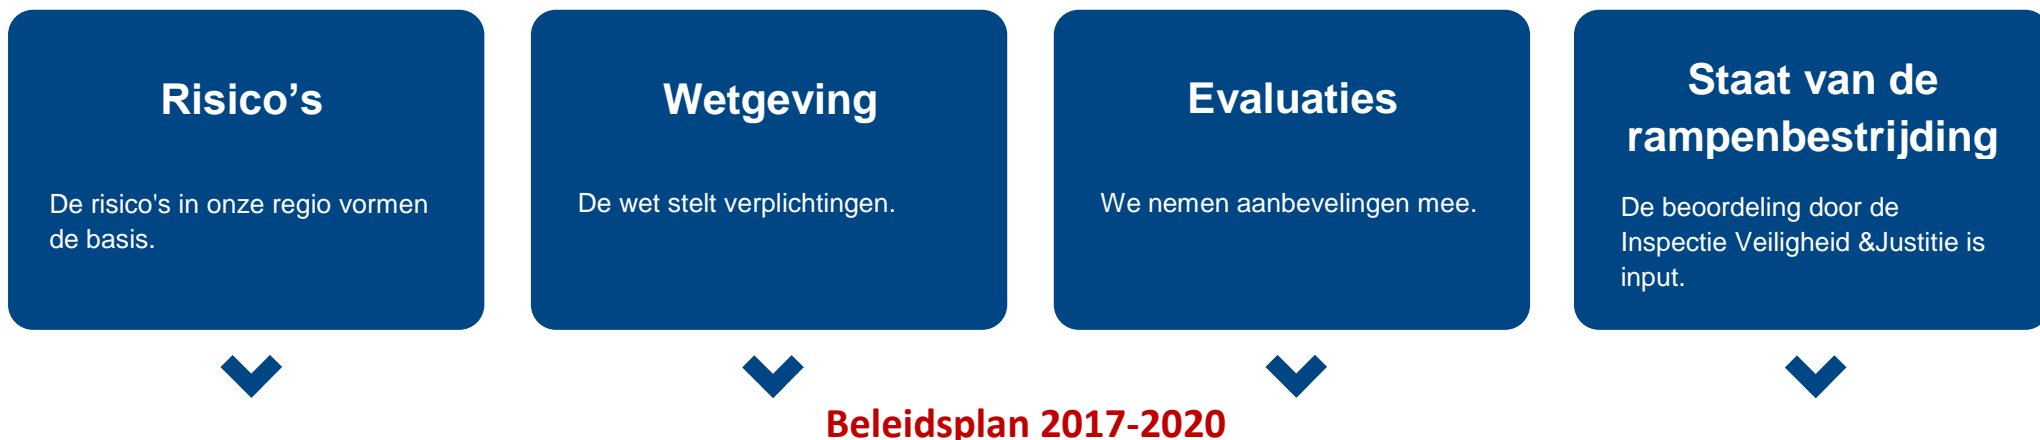 Risico’s
De risico's in onze regio vormen
de basis.
Wetgeving
De wet stelt verplichtingen.
Evaluaties
We nemen aanbevelingen mee.
Staat van de
rampenbestrijding
De beoordeling door de
Inspectie Veiligheid &Justitie is
input.
Beleidsplan 2017-2020